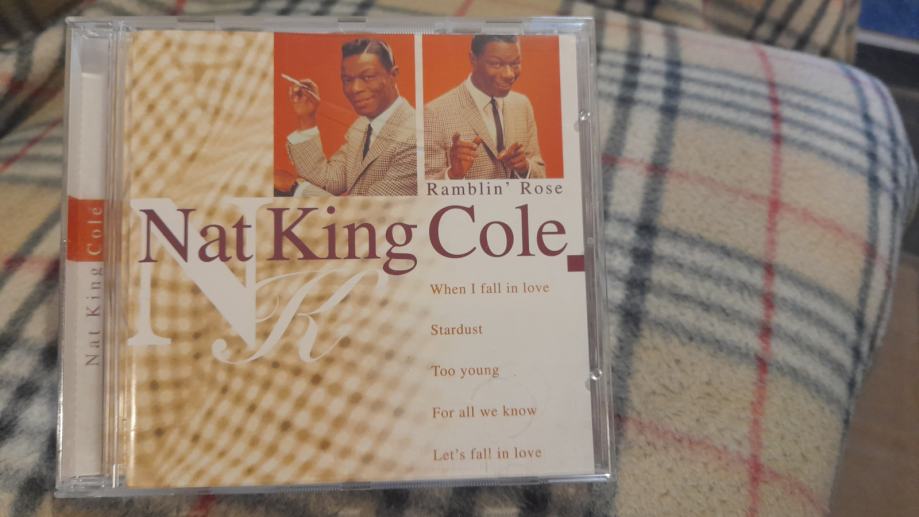 Nat King Cole
Ramblin' Rose
Nat King Cole
NK
When I fall in love
Stardust
Too young
For all we know
Let's fall in love